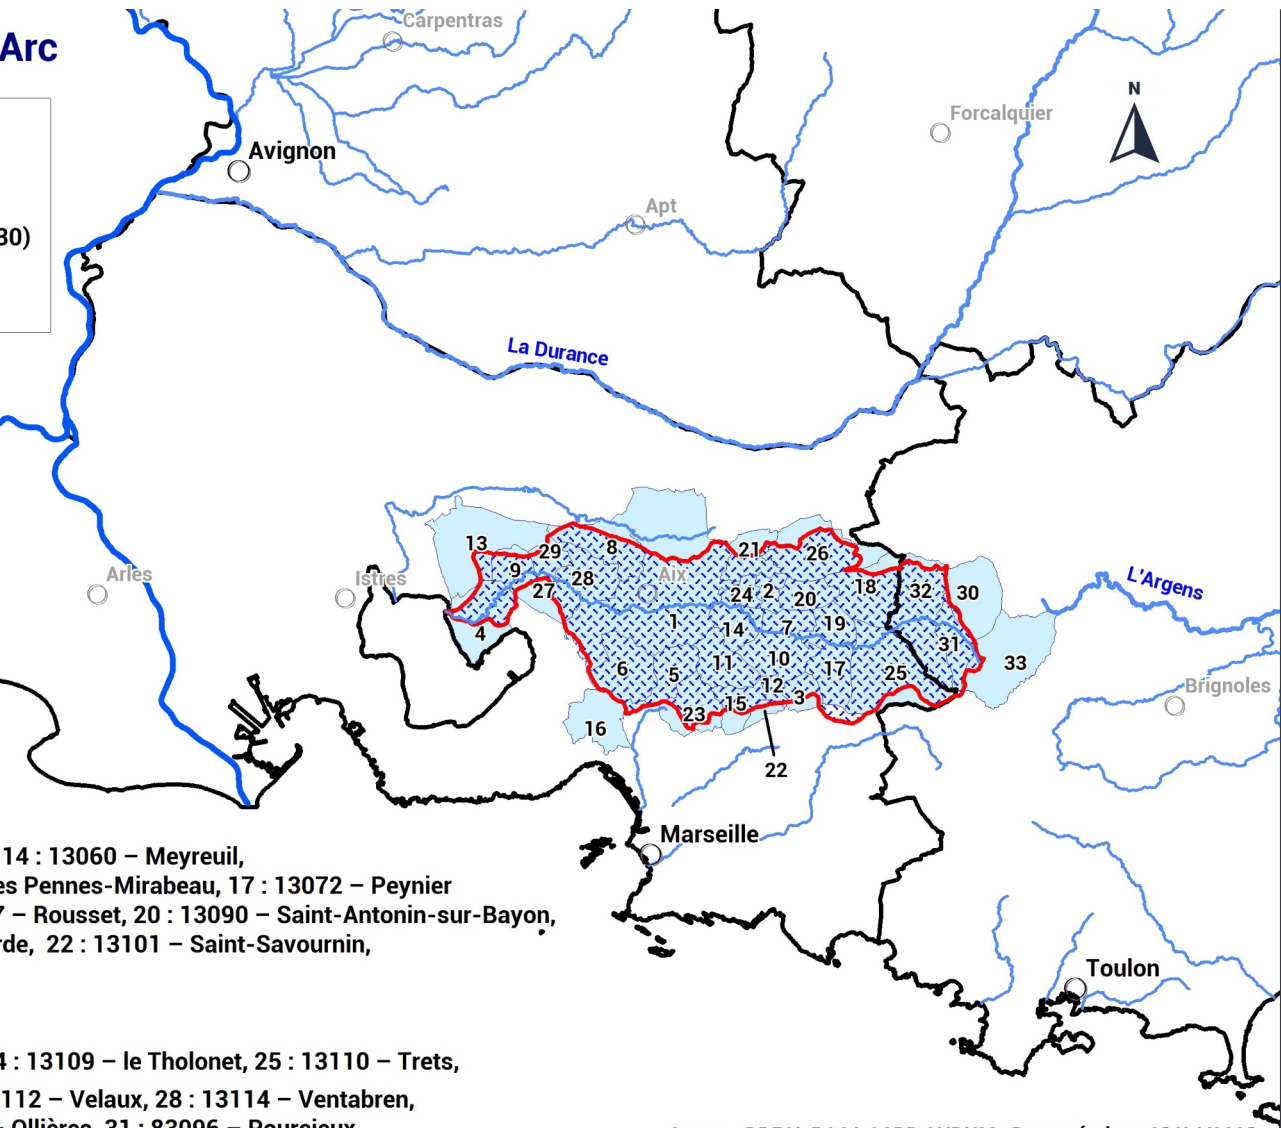 Carpentras
Arc
Forcalquier
N
Avignon
Apt
30)
La Durance
13
29
8
21
26
9
28
Aix
Istres
Arles
27
24
2
20
18
32
30
L'Argens
4
1
14
7
19
31
33
6
5
11
10
17
25
12
3
15
23
16
22
Brignoles
Marseille
14 : 13060 – Meyreuil,
es Pennes-Mirabeau, 17 : 13072 – Peynier
7 – Rousset, 20 : 13090 – Saint-Antonin-sur-Bayon,
rde, 22 : 13101 – Saint-Savournin,
Toulon
4 : 13109 – le Tholonet, 25 : 13110 – Trets,
112 – Velaux, 28 : 13114 – Ventabren,
Ollières, 31 : 83096 – Pourcieux